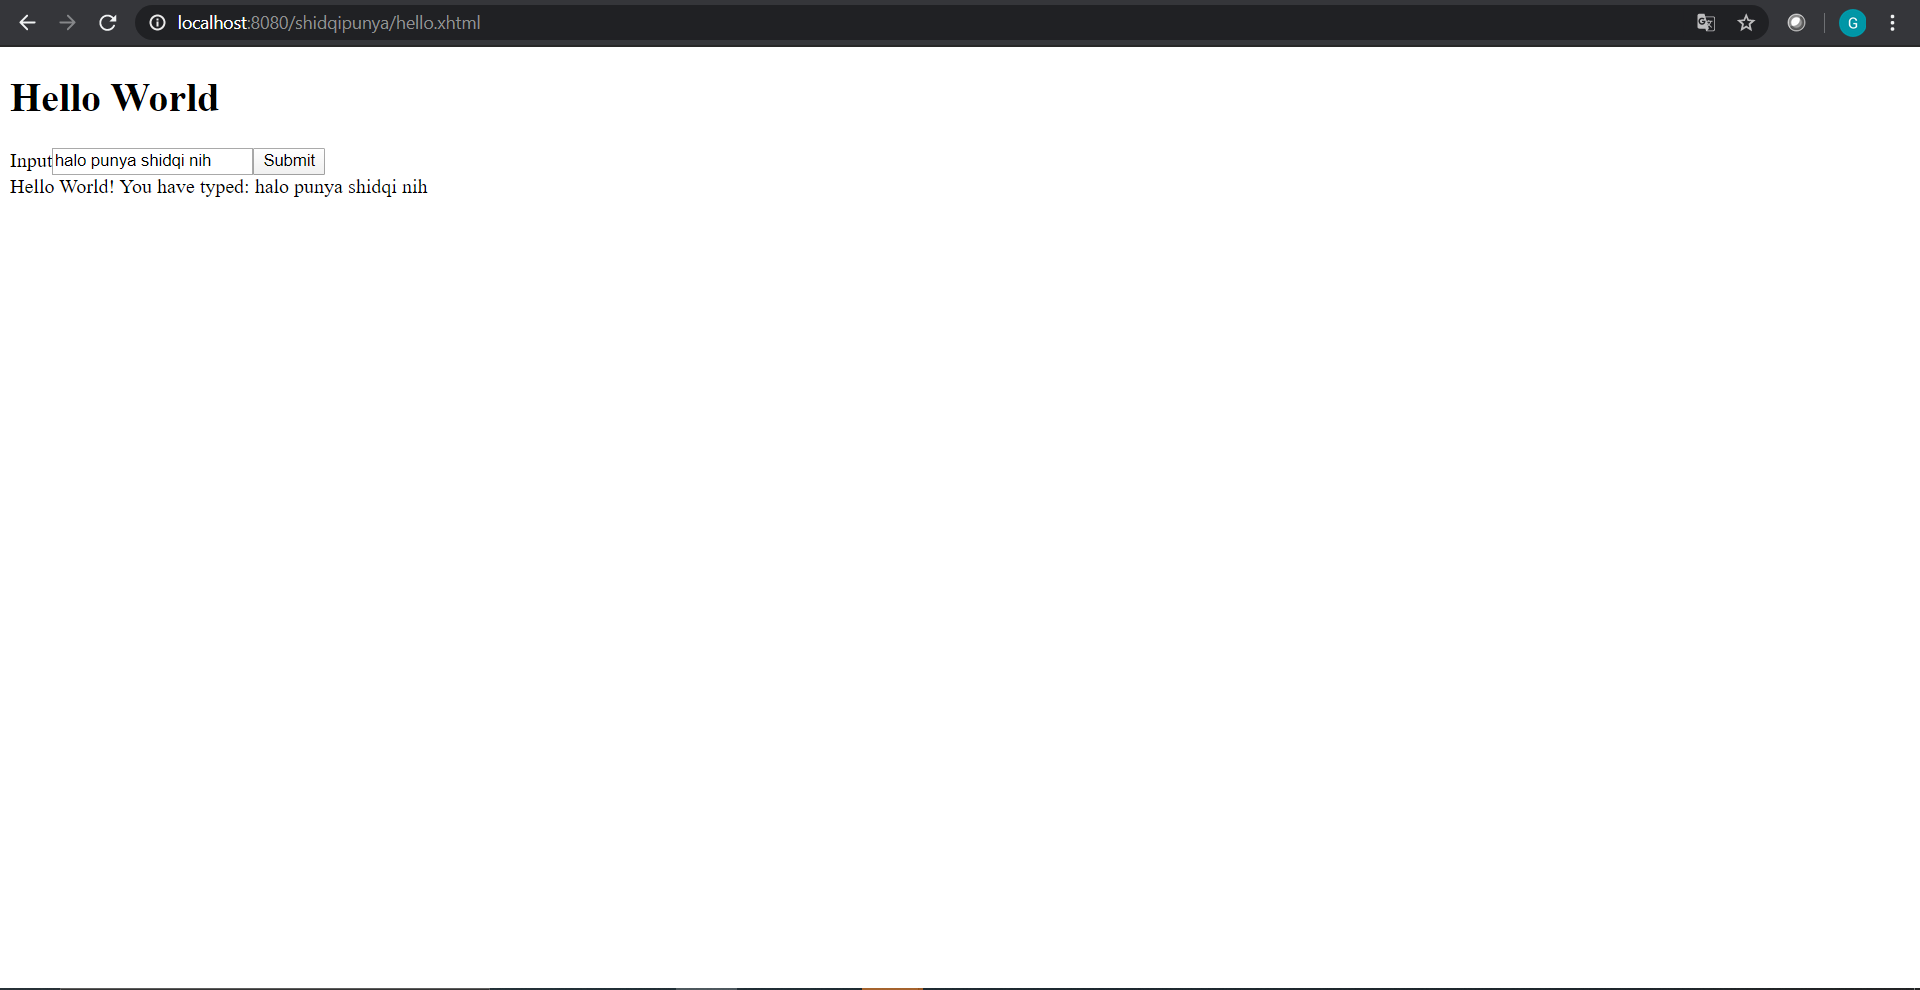 localhost:8080/shidqipunya/hello.xhtml
G
Hello World
Input halo punya shidqi nih Submit
Hello World! You have typed: halo punya shidqi nih